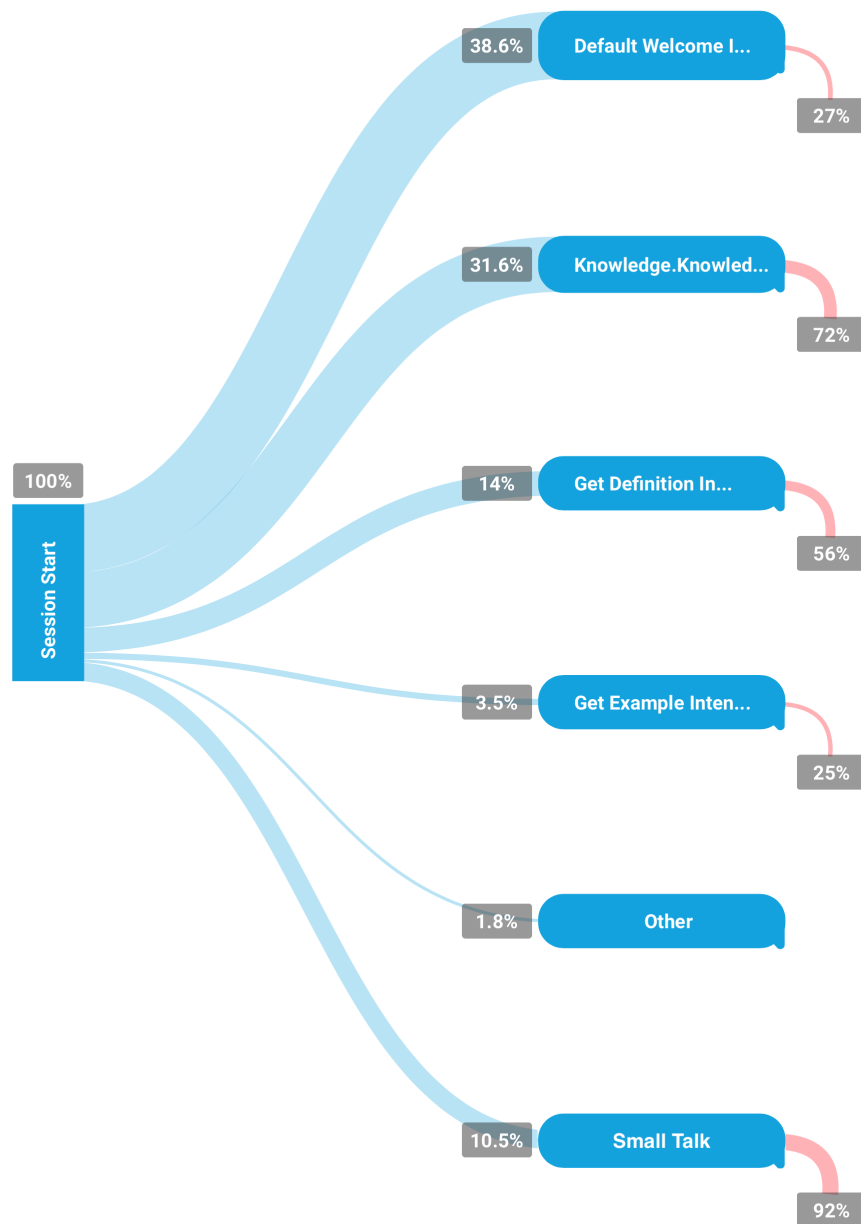 38.6%
Default Welcome I...
27%
31.6%
Knowledge.Knowled...
72%
100%
Session Start
14%
Get Definition In...
56%
3.5%
Get Example Inten...
25%
1.8%
Other
10.5%
Small Talk
92%